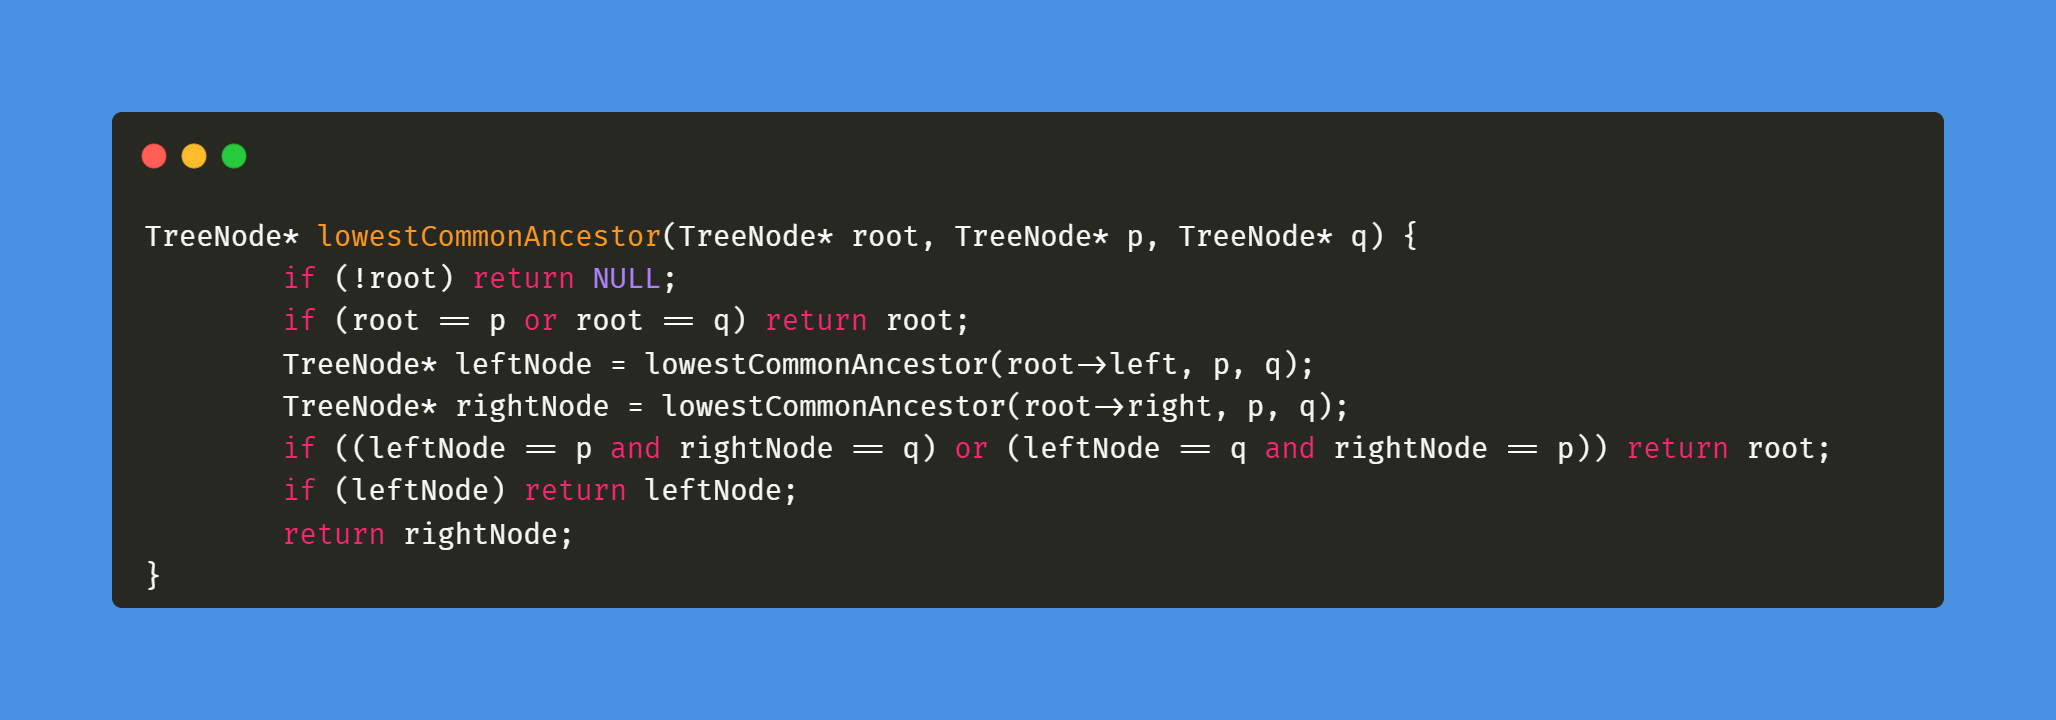 TreeNode* lowestCommonAncestor(TreeNode* root, TreeNode* p, TreeNode* q) {
        if (!root) return NULL;
        if (root == p or root == q) return root;
        TreeNode* leftNode = lowestCommonAncestor(root->left, p, q);
        TreeNode* rightNode = lowestCommonAncestor(root->right, p, q);
        if ((leftNode == p and rightNode == q) or (leftNode == q and rightNode == p)) return root;
        if (leftNode) return leftNode;
        return rightNode;
}